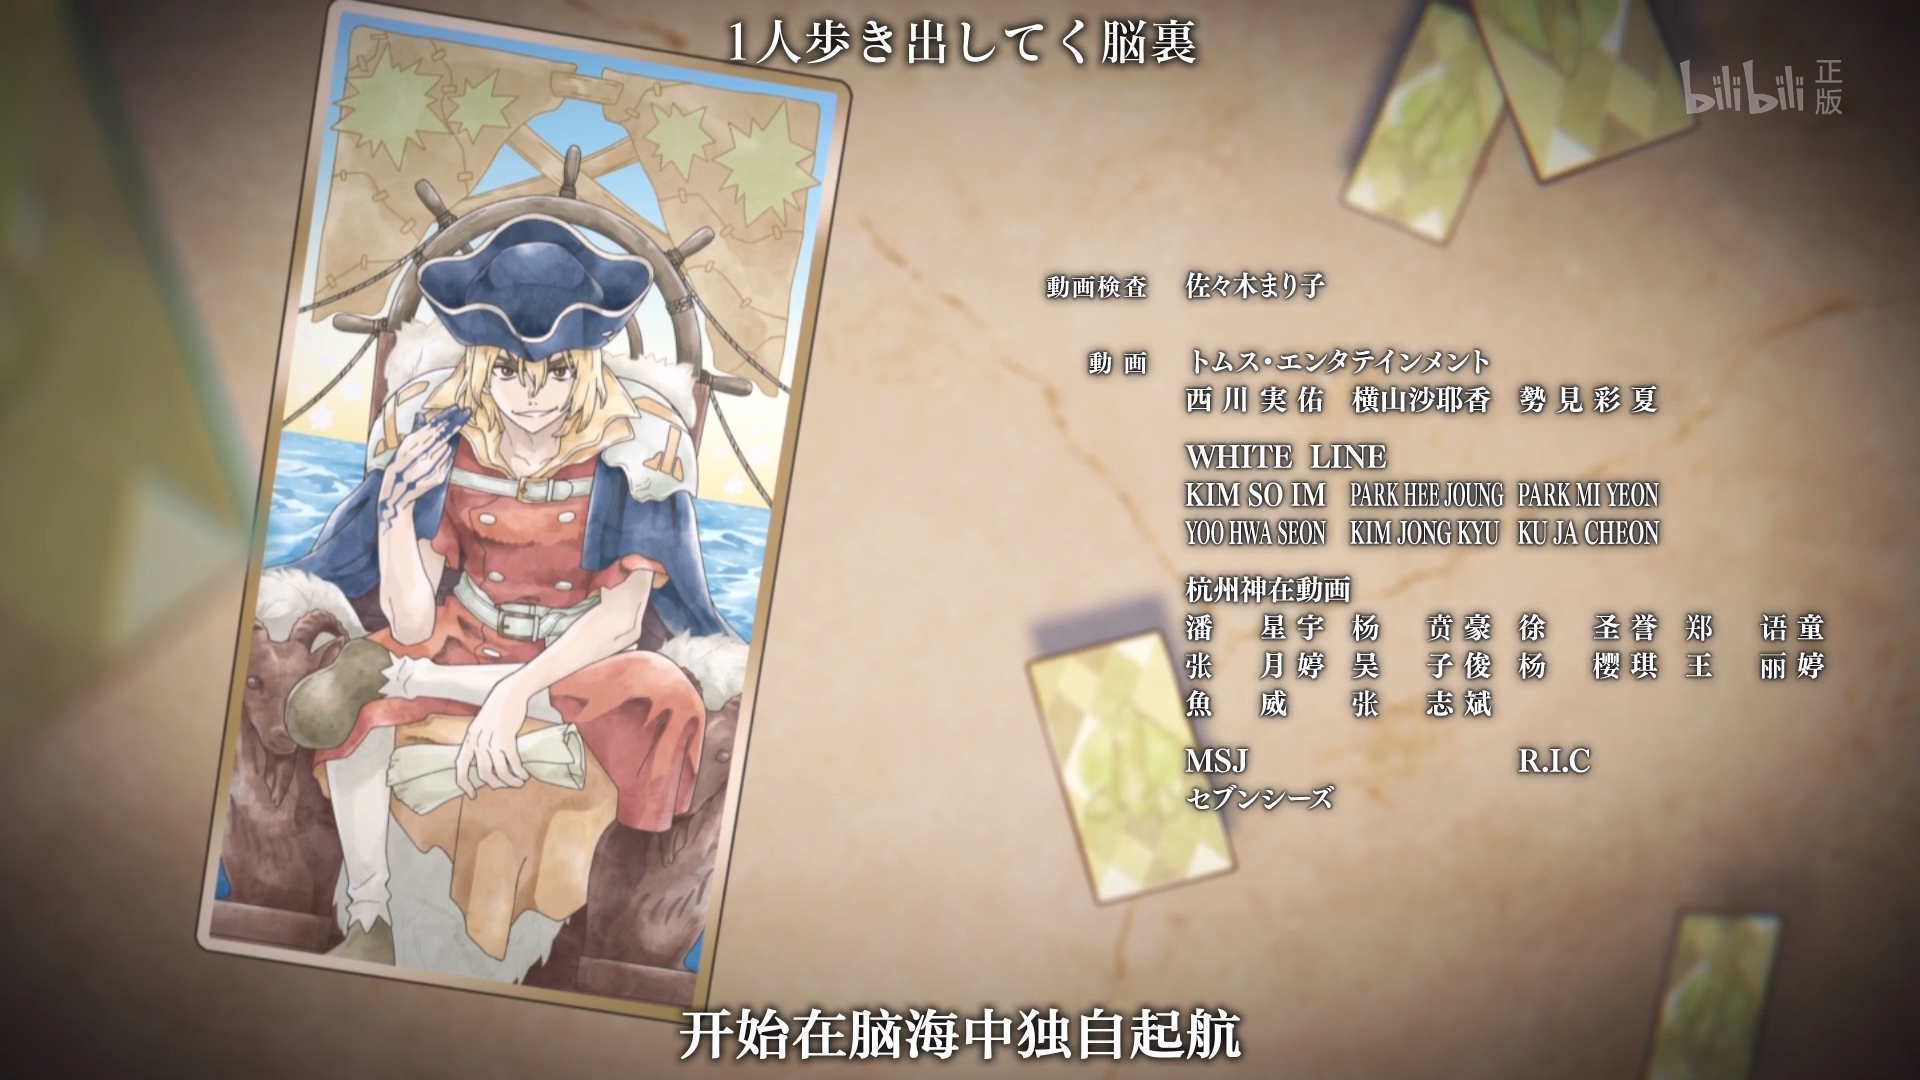 1人歩き出してく脳裏
bilibili 正版
動画検査 佐々木まり子
動画 トムス・エンタテインメント
西川実佑 横山沙耶香 勢見彩夏
WHITE LINE
KIM SO IM PARK HEE JOUNG PARK MI YEON
YOO HWA SEON KIM JONG KYU KU JA CHEON
杭州神在動画
潘星宇 杨贲豪 徐圣誉 郑语童
张月婷 吴子俊 杨樱琪 王丽婷
魚威 张志斌
MSJ R.I.C
セブンシーズ
开始在脑海中独自起航